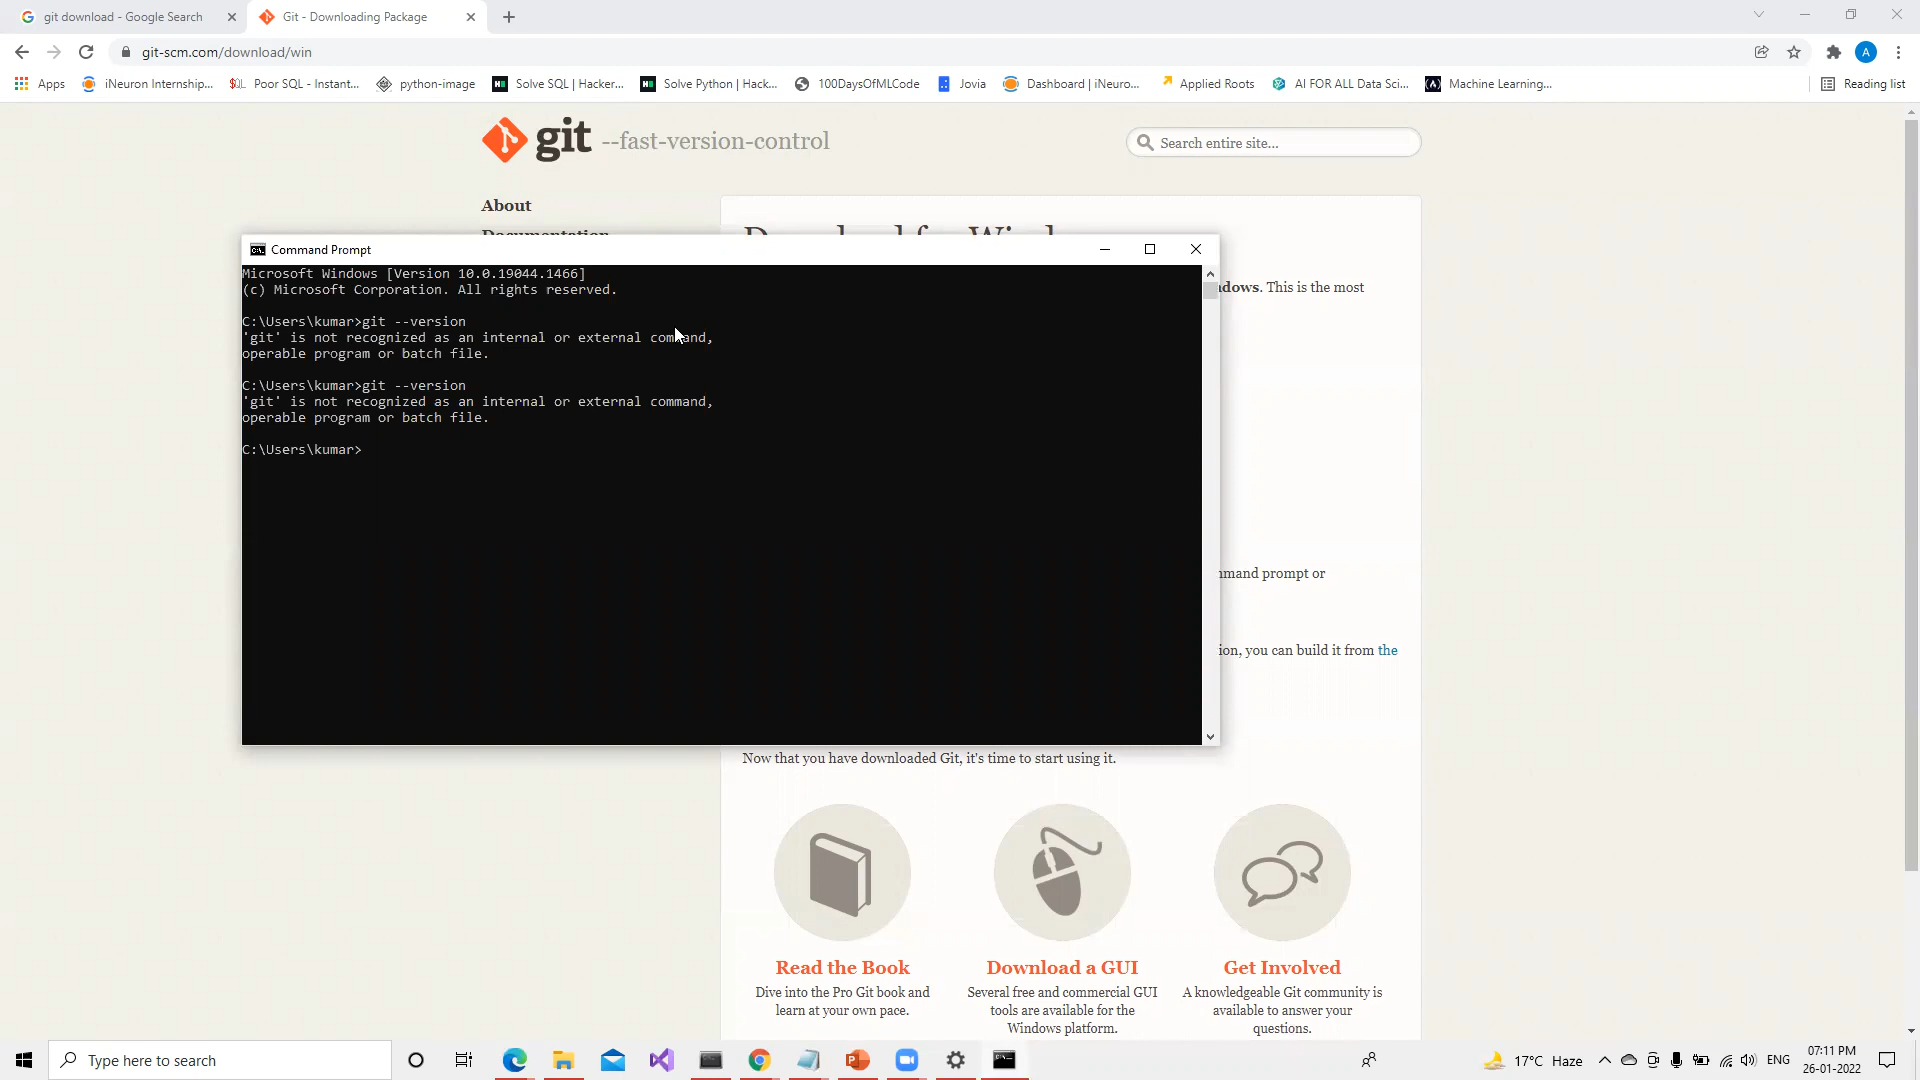 git download - Google Search
Git - Downloading Package
git-scm.com/download/win
A
Apps
iNeuron Internship...
Poor SQL - Instant...
python-image
Solve SQL | Hacker...
Solve Python | Hack...
100DaysOfMLCode
Jovia
Dashboard | iNeuro...
Applied Roots
AI FOR ALL Data Sci...
Machine Learning...
Reading list
git --fast-version-control
Search entire site...
About
Documentation
Download for Wind
Command Prompt
Microsoft Windows [Version 10.0.19044.1466]
(c) Microsoft Corporation. All rights reserved.
C:\Users\kumar>git --version
'git' is not recognized as an internal or external command,
operable program or batch file.
C:\Users\kumar>git --version
'git' is not recognized as an internal or external command,
operable program or batch file.
C:\Users\kumar>
dows. This is the most
mand prompt or
ion, you can build it from the
Now that you have downloaded Git, it's time to start using it.
Read the Book
Dive into the Pro Git book and
learn at your own pace.
Download a GUI
Several free and commercial GUI
tools are available for the
Windows platform.
Get Involved
A knowledgeable Git community is
available to answer your
questions.
Type here to search
17°C Haze
ENG
07:11 PM
26-01-2022